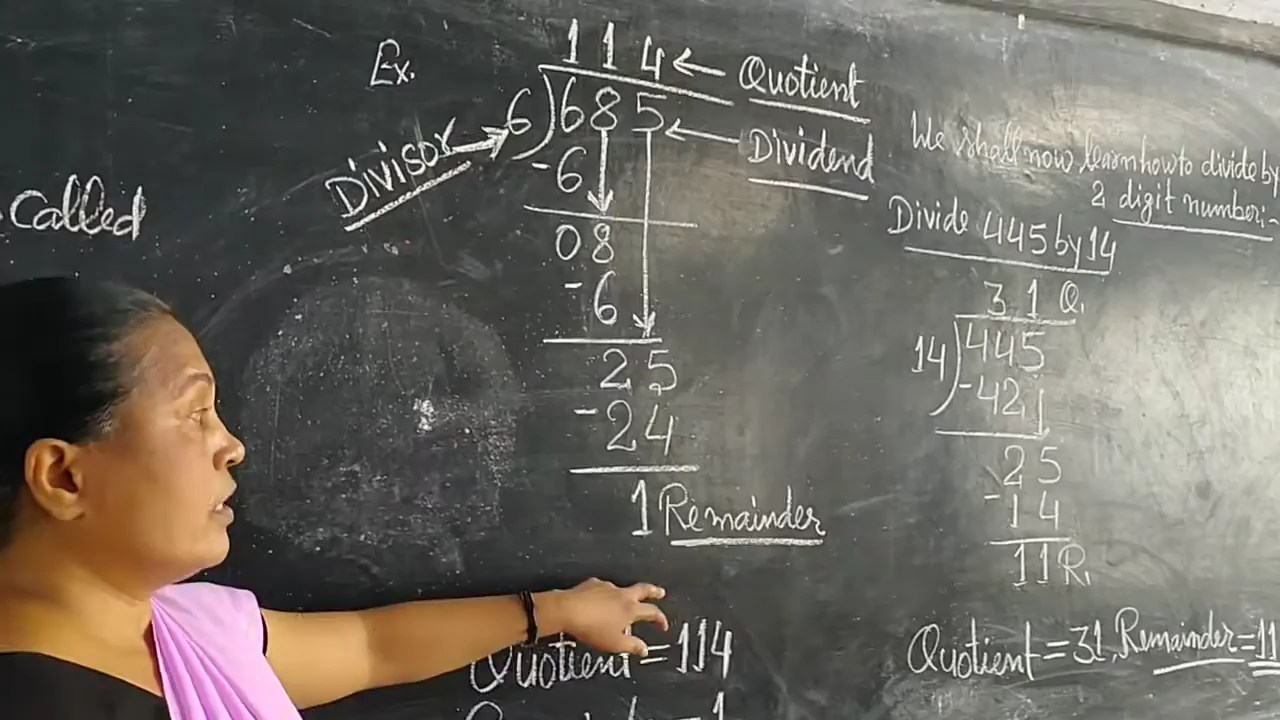 Called
Ex.
114 ← Quotient
Divisor → 6)685 ← Dividend
-6
08
-6
25
-24
1 Remainder
Quotient = 114
= 1
We shall now learn how to divide by
2 digit number:-
Divide 445 by 14
31 Q.
14)445
-42↓
25
-14
11 R.
Quotient = 31, Remainder = 11